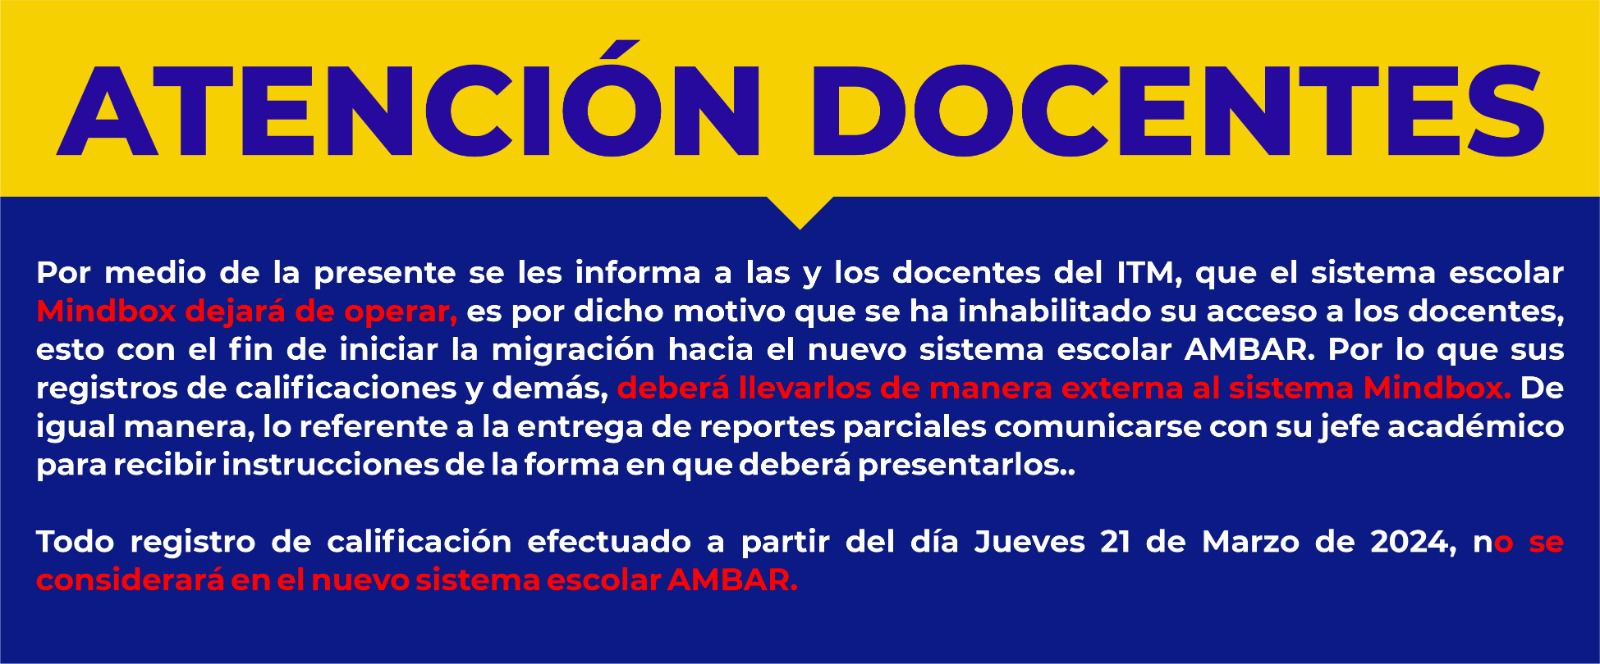 ATENCIÓN DOCENTES
Por medio de la presente se les informa a las y los docentes del ITM, que el sistema escolar
Mindbox dejará de operar, es por dicho motivo que se ha inhabilitado su acceso a los docentes,
esto con el fin de iniciar la migración hacia el nuevo sistema escolar AMBAR. Por lo que sus
registros de calificaciones y demás, deberá llevarlos de manera externa al sistema Mindbox. De
igual manera, lo referente a la entrega de reportes parciales comunicarse con su jefe académico
para recibir instrucciones de la forma en que deberá presentarlos..
Todo registro de calificación efectuado a partir del día Jueves 21 de Marzo de 2024, no se
considerará en el nuevo sistema escolar AMBAR.